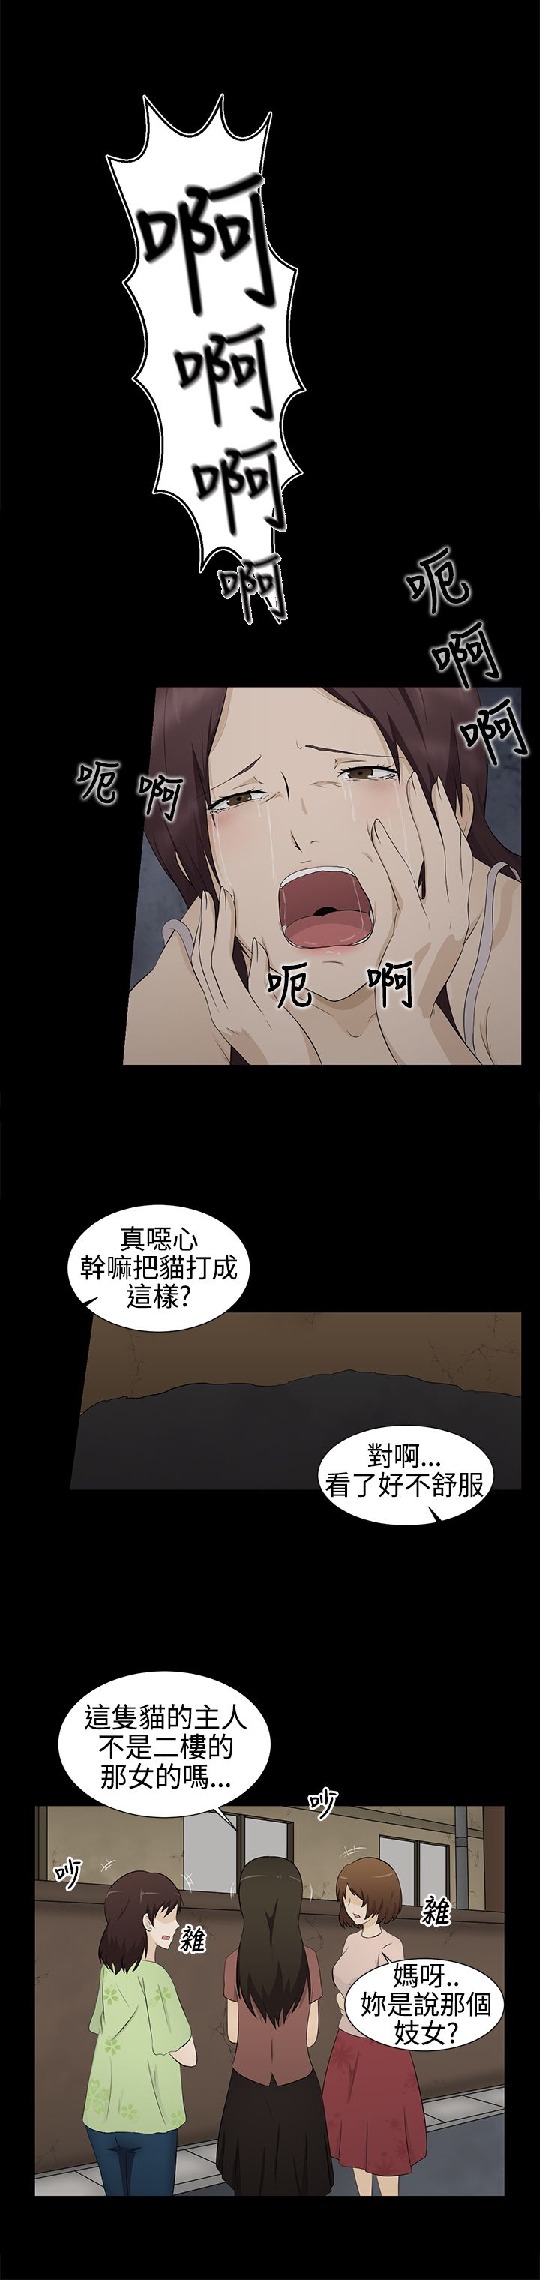 啊
啊
啊
啊
呃
啊
啊
呃 啊
呃 啊
真噁心
幹嘛把貓打成
這樣?
對啊...
看了好不舒服
這隻貓的主人
不是二樓的
那女的嗎...
吵
吵
雜
雜
媽呀..
妳是說那個
妓女?